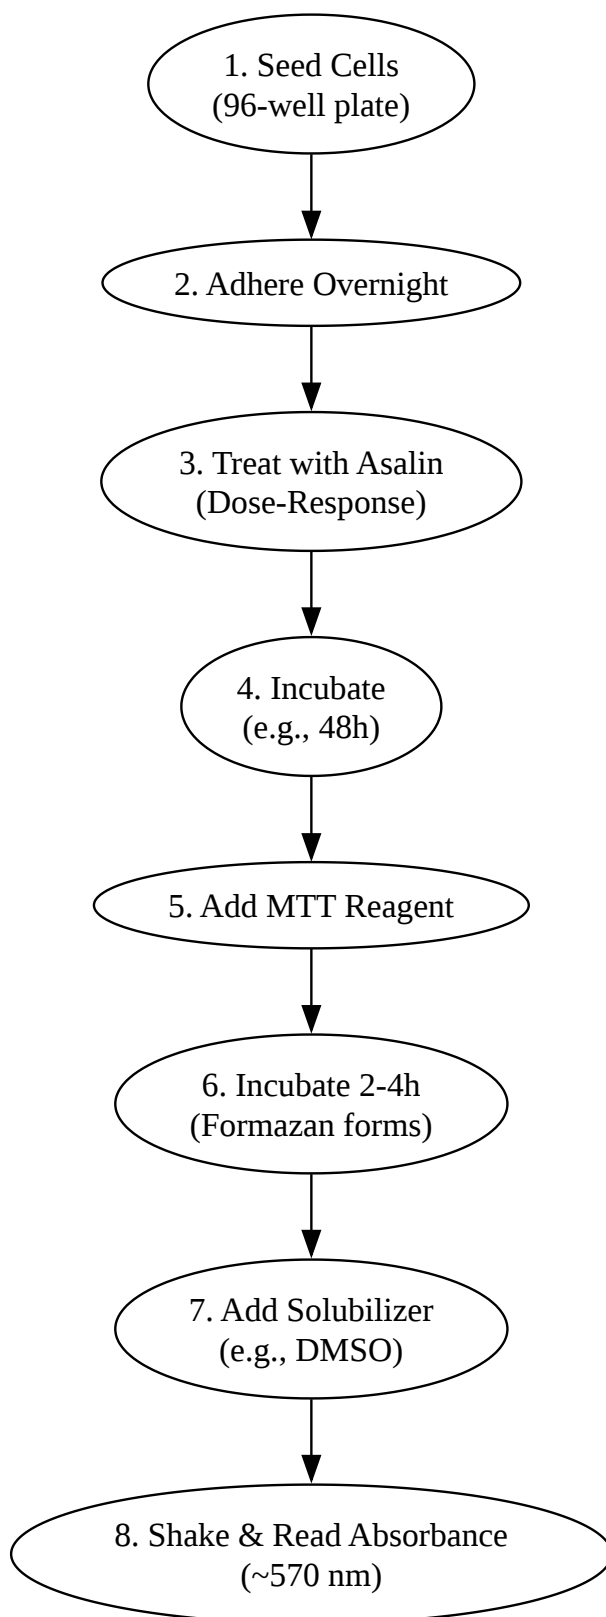 1. Seed Cells
(96-well plate)
2. Adhere Overnight
3. Treat with Asalin
(Dose-Response)
4. Incubate
(e.g., 48h)
5. Add MTT Reagent
6. Incubate 2-4h
(Formazan forms)
7. Add Solubilizer
(e.g., DMSO)
8. Shake & Read Absorbance
(~570 nm)